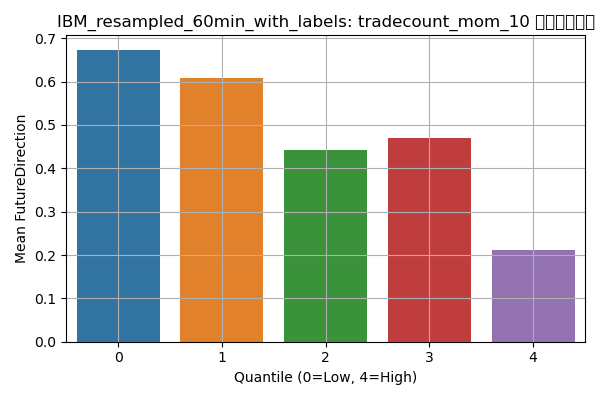 IBM_resampled_60min_with_labels: tradecount_mom_10
0.7
0.6
0.5
0.4
0.3
0.2
0.1
0.0
Mean FutureDirection
0 1 2 3 4
Quantile (0=Low, 4=High)